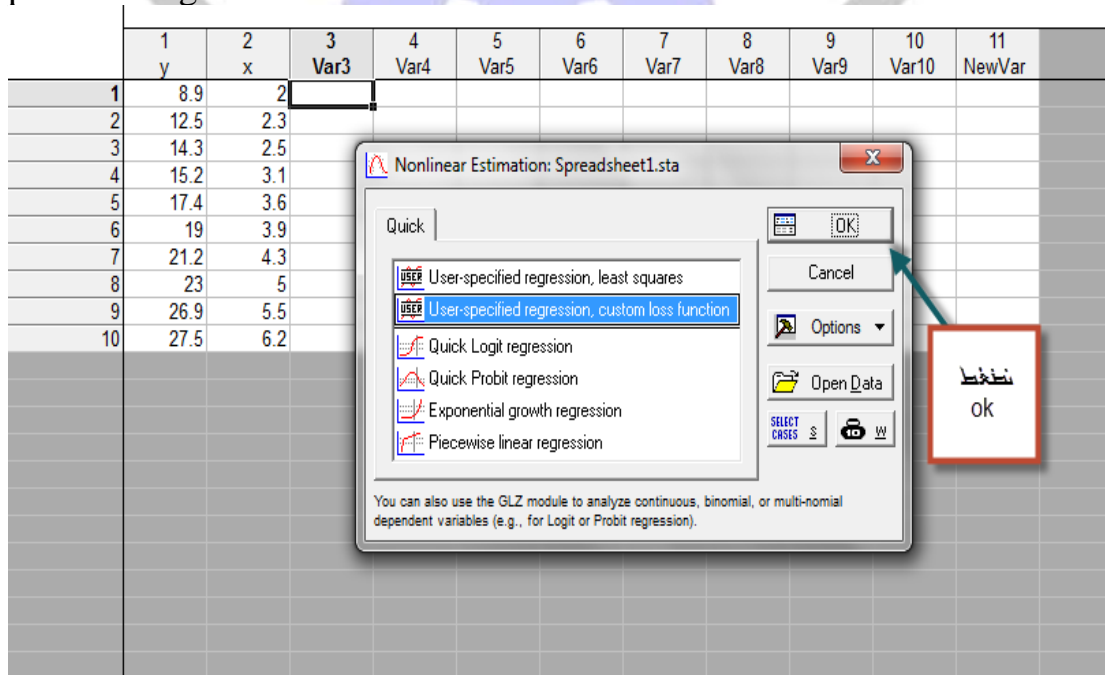 1 2 3 4 5 6 7 8 9 10 11
y x Var3 Var4 Var5 Var6 Var7 Var8 Var9 Var10 NewVar
1 8.9 2
2 12.5 2.3
3 14.3 2.5
4 15.2 3.1
5 17.4 3.6
6 19 3.9
7 21.2 4.3
8 23 5
9 26.9 5.5
10 27.5 6.2
Nonlinear Estimation: Spreadsheet1.sta
Quick
OK
Cancel
Options
Open Data
SELECT CASES S
W
USER User-specified regression, least squares
USER User-specified regression, custom loss function
Quick Logit regression
Quick Probit regression
Exponential growth regression
Piecewise linear regression
You can also use the GLZ module to analyze continuous, binomial, or multi-nomial
dependent variables (e.g., for Logit or Probit regression).
نضغط
ok